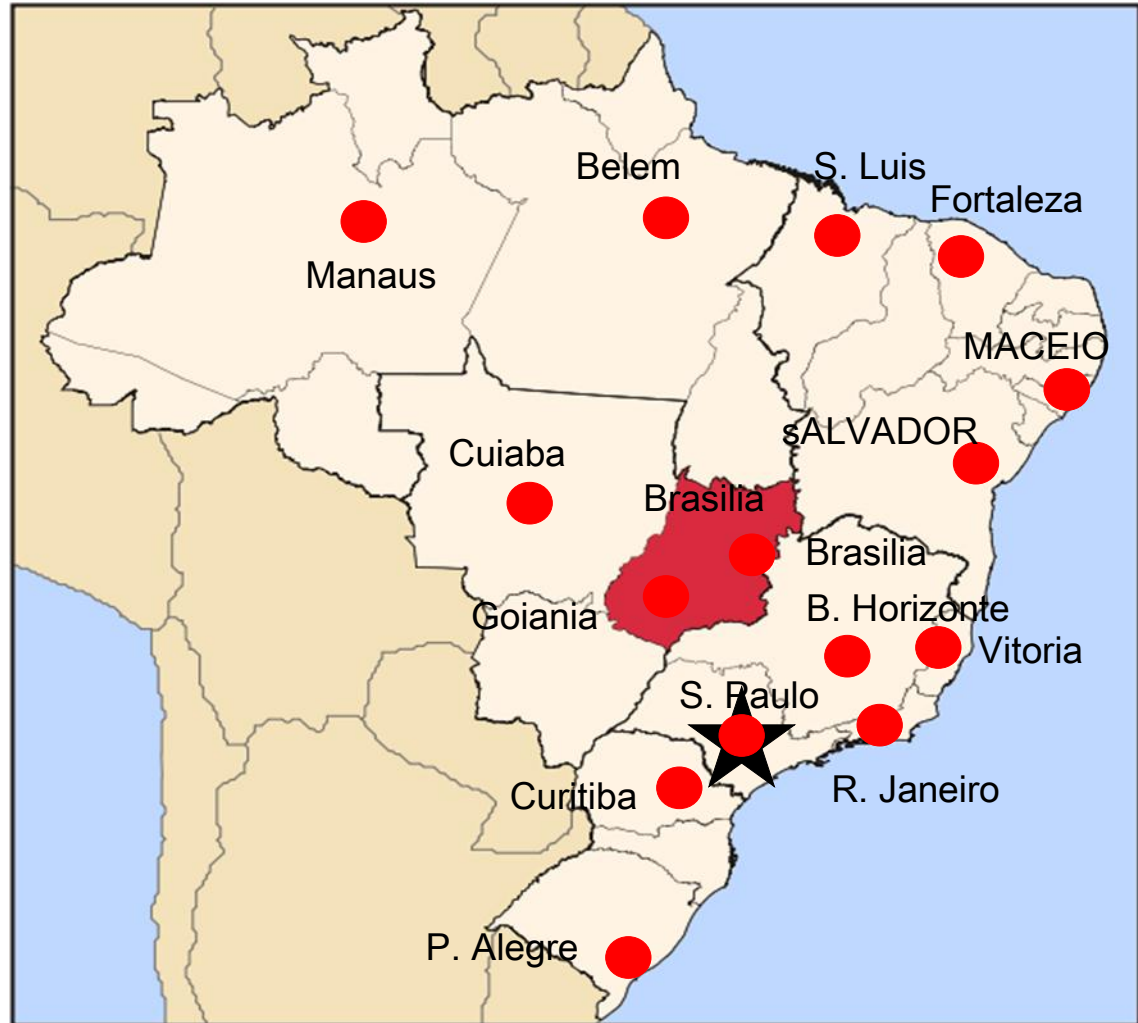 Belem
S. Luis
Fortaleza
Manaus
MACEIO
sALVADOR
Cuiaba
Brasilia
Brasilia
B. Horizonte
Goiania
Vitoria
S. Paulo
Curitiba
R. Janeiro
P. Alegre